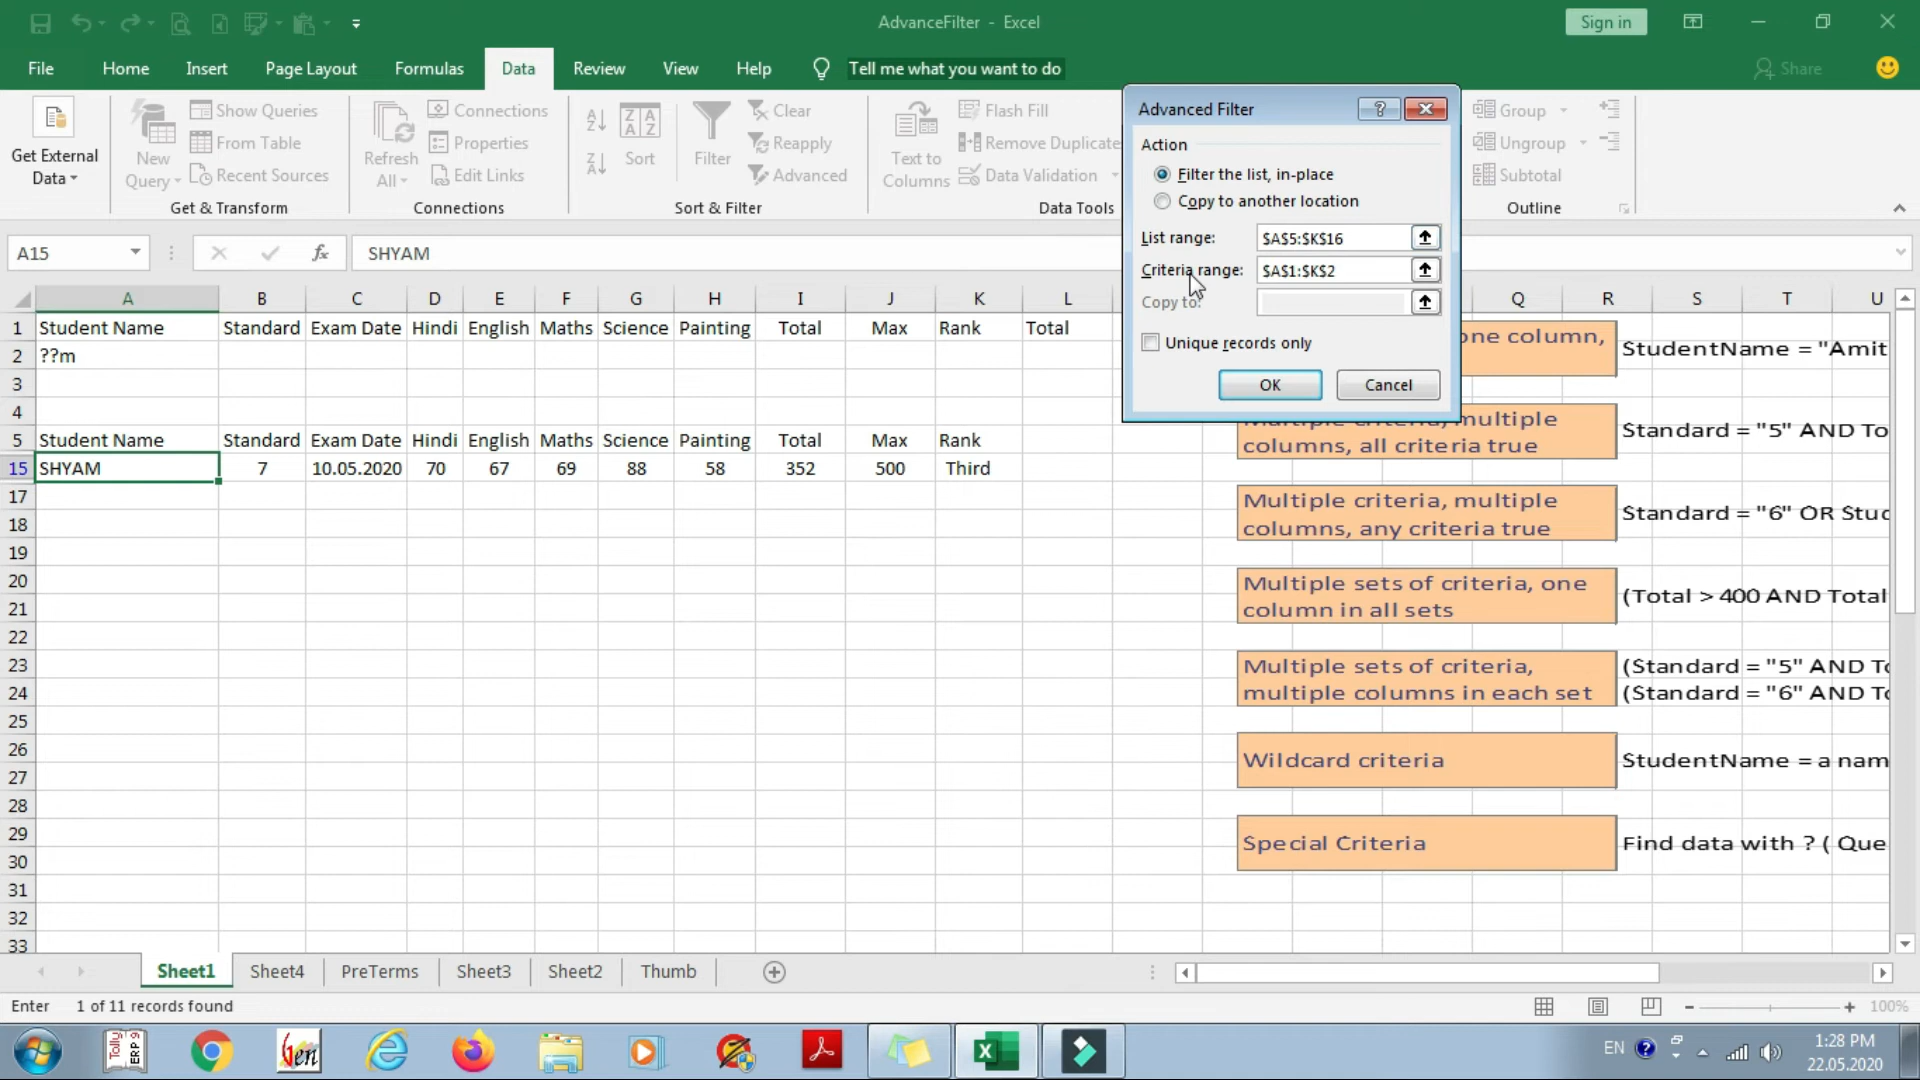 AdvanceFilter - Excel
Sign in
File Home Insert Page Layout Formulas Data Review View Help Tell me what you want to do Share
Get External Data
New Query
Show Queries
From Table
Recent Sources
Get & Transform
Refresh All
Connections
Properties
Edit Links
Connections
Sort
Filter
Clear
Reapply
Advanced
Sort & Filter
Text to Columns
Flash Fill
Remove Duplicate
Data Validation
Data Tools
Group
Ungroup
Subtotal
Outline
Advanced Filter
Action
Filter the list, in-place
Copy to another location
List range: $A$5:$K$16
Criteria range: $A$1:$K$2
Copy to:
Unique records only
OK Cancel
A15 fx SHYAM
A B C D E F G H I J K L Q R S T U
1 Student Name Standard Exam Date Hindi English Maths Science Painting Total Max Rank Total
2 ??m
3
4
5 Student Name Standard Exam Date Hindi English Maths Science Painting Total Max Rank
15 SHYAM 7 10.05.2020 70 67 69 88 58 352 500 Third
17
18
19
20
21
22
23
24
25
26
27
28
29
30
31
32
33
one column,
StudentName = "Amit
multiple
columns, all criteria true
Standard = "5" AND To
Multiple criteria, multiple
columns, any criteria true
Standard = "6" OR Stud
Multiple sets of criteria, one
column in all sets
(Total > 400 AND Total
Multiple sets of criteria,
multiple columns in each set
(Standard = "5" AND To
(Standard = "6" AND To
Wildcard criteria
StudentName = a nam
Special Criteria
Find data with ? ( Que
Sheet1 Sheet4 PreTerms Sheet3 Sheet2 Thumb
Enter 1 of 11 records found
100%
Tally ERP 9
Gen
EN
1:28 PM
22.05.2020